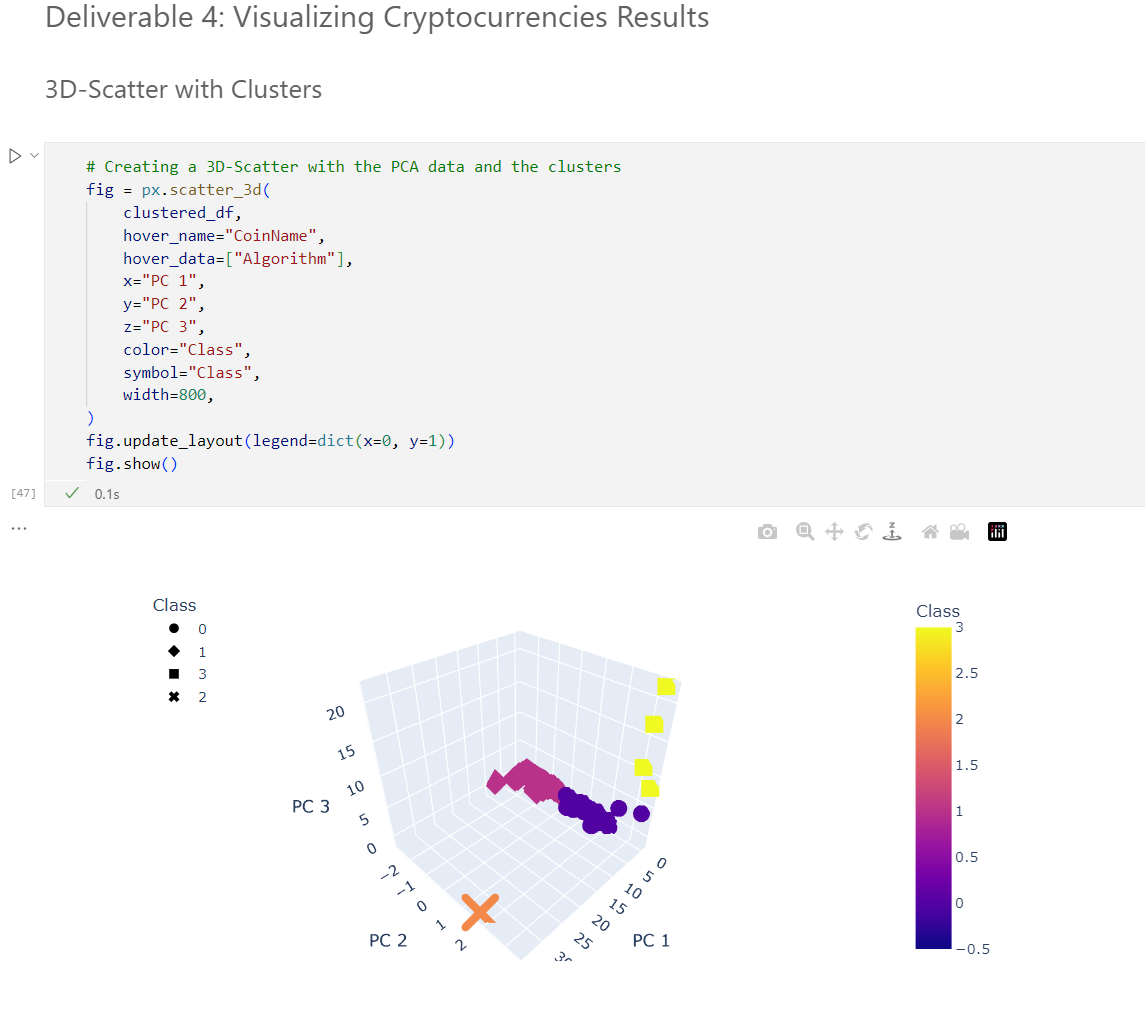 Deliverable 4: Visualizing Cryptocurrencies Results
3D-Scatter with Clusters
# Creating a 3D-Scatter with the PCA data and the clusters
fig = px.scatter_3d(
    clustered_df,
    hover_name="CoinName",
    hover_data=["Algorithm"],
    x="PC 1",
    y="PC 2",
    z="PC 3",
    color="Class",
    symbol="Class",
    width=800,
)
fig.update_layout(legend=dict(x=0, y=1))
fig.show()
[47]
0.1s
...
z
Class
0
1
3
2
20
15
10
5
0
PC 3
−2
−1
0
1
2
PC 2
0
5
10
15
20
25
PC 1
Class
3
2.5
2
1.5
1
0.5
0
−0.5